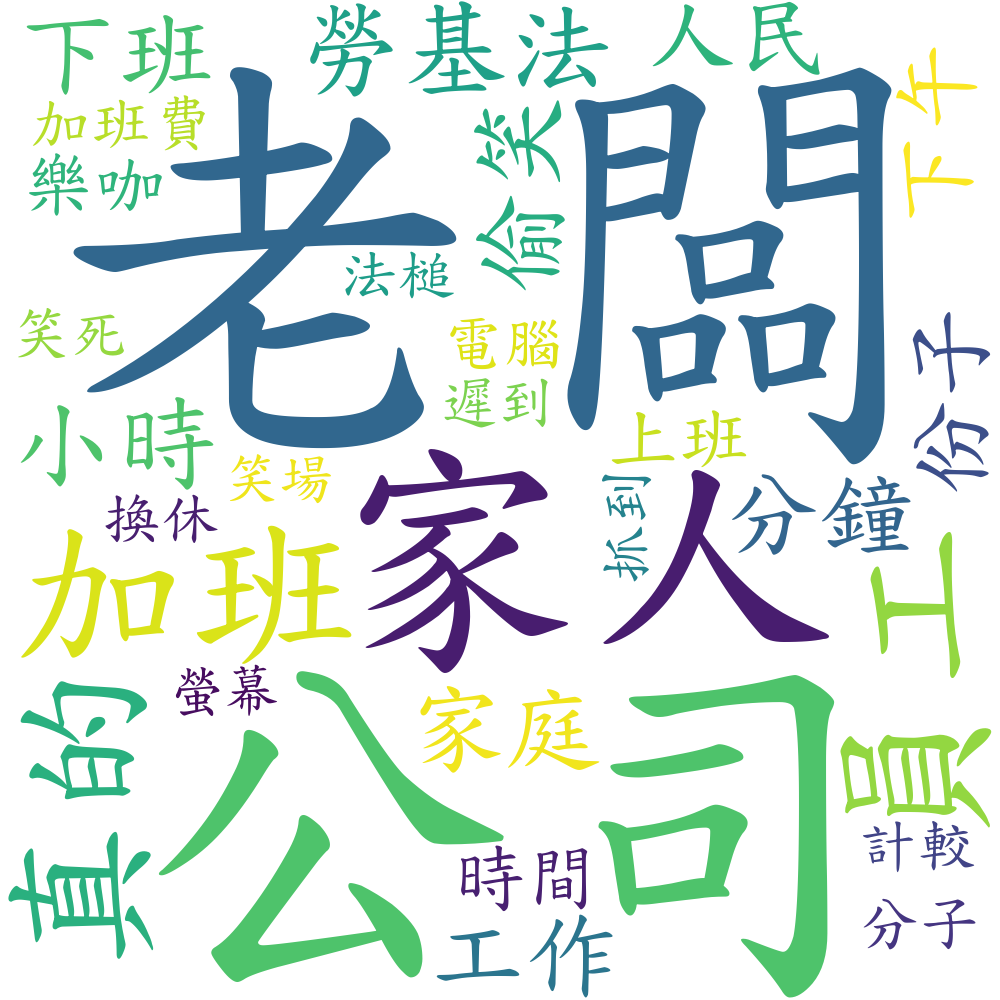 下班
勞基法
人民
加班費
樂咖
老闆
偷笑
下午
法槌
笑死
電腦
遲到
份子
小時
上班
笑場
換休
家人
抓到
分鐘
加班
員工
螢幕
真的
家庭
公司
計較
時間
分子
工作